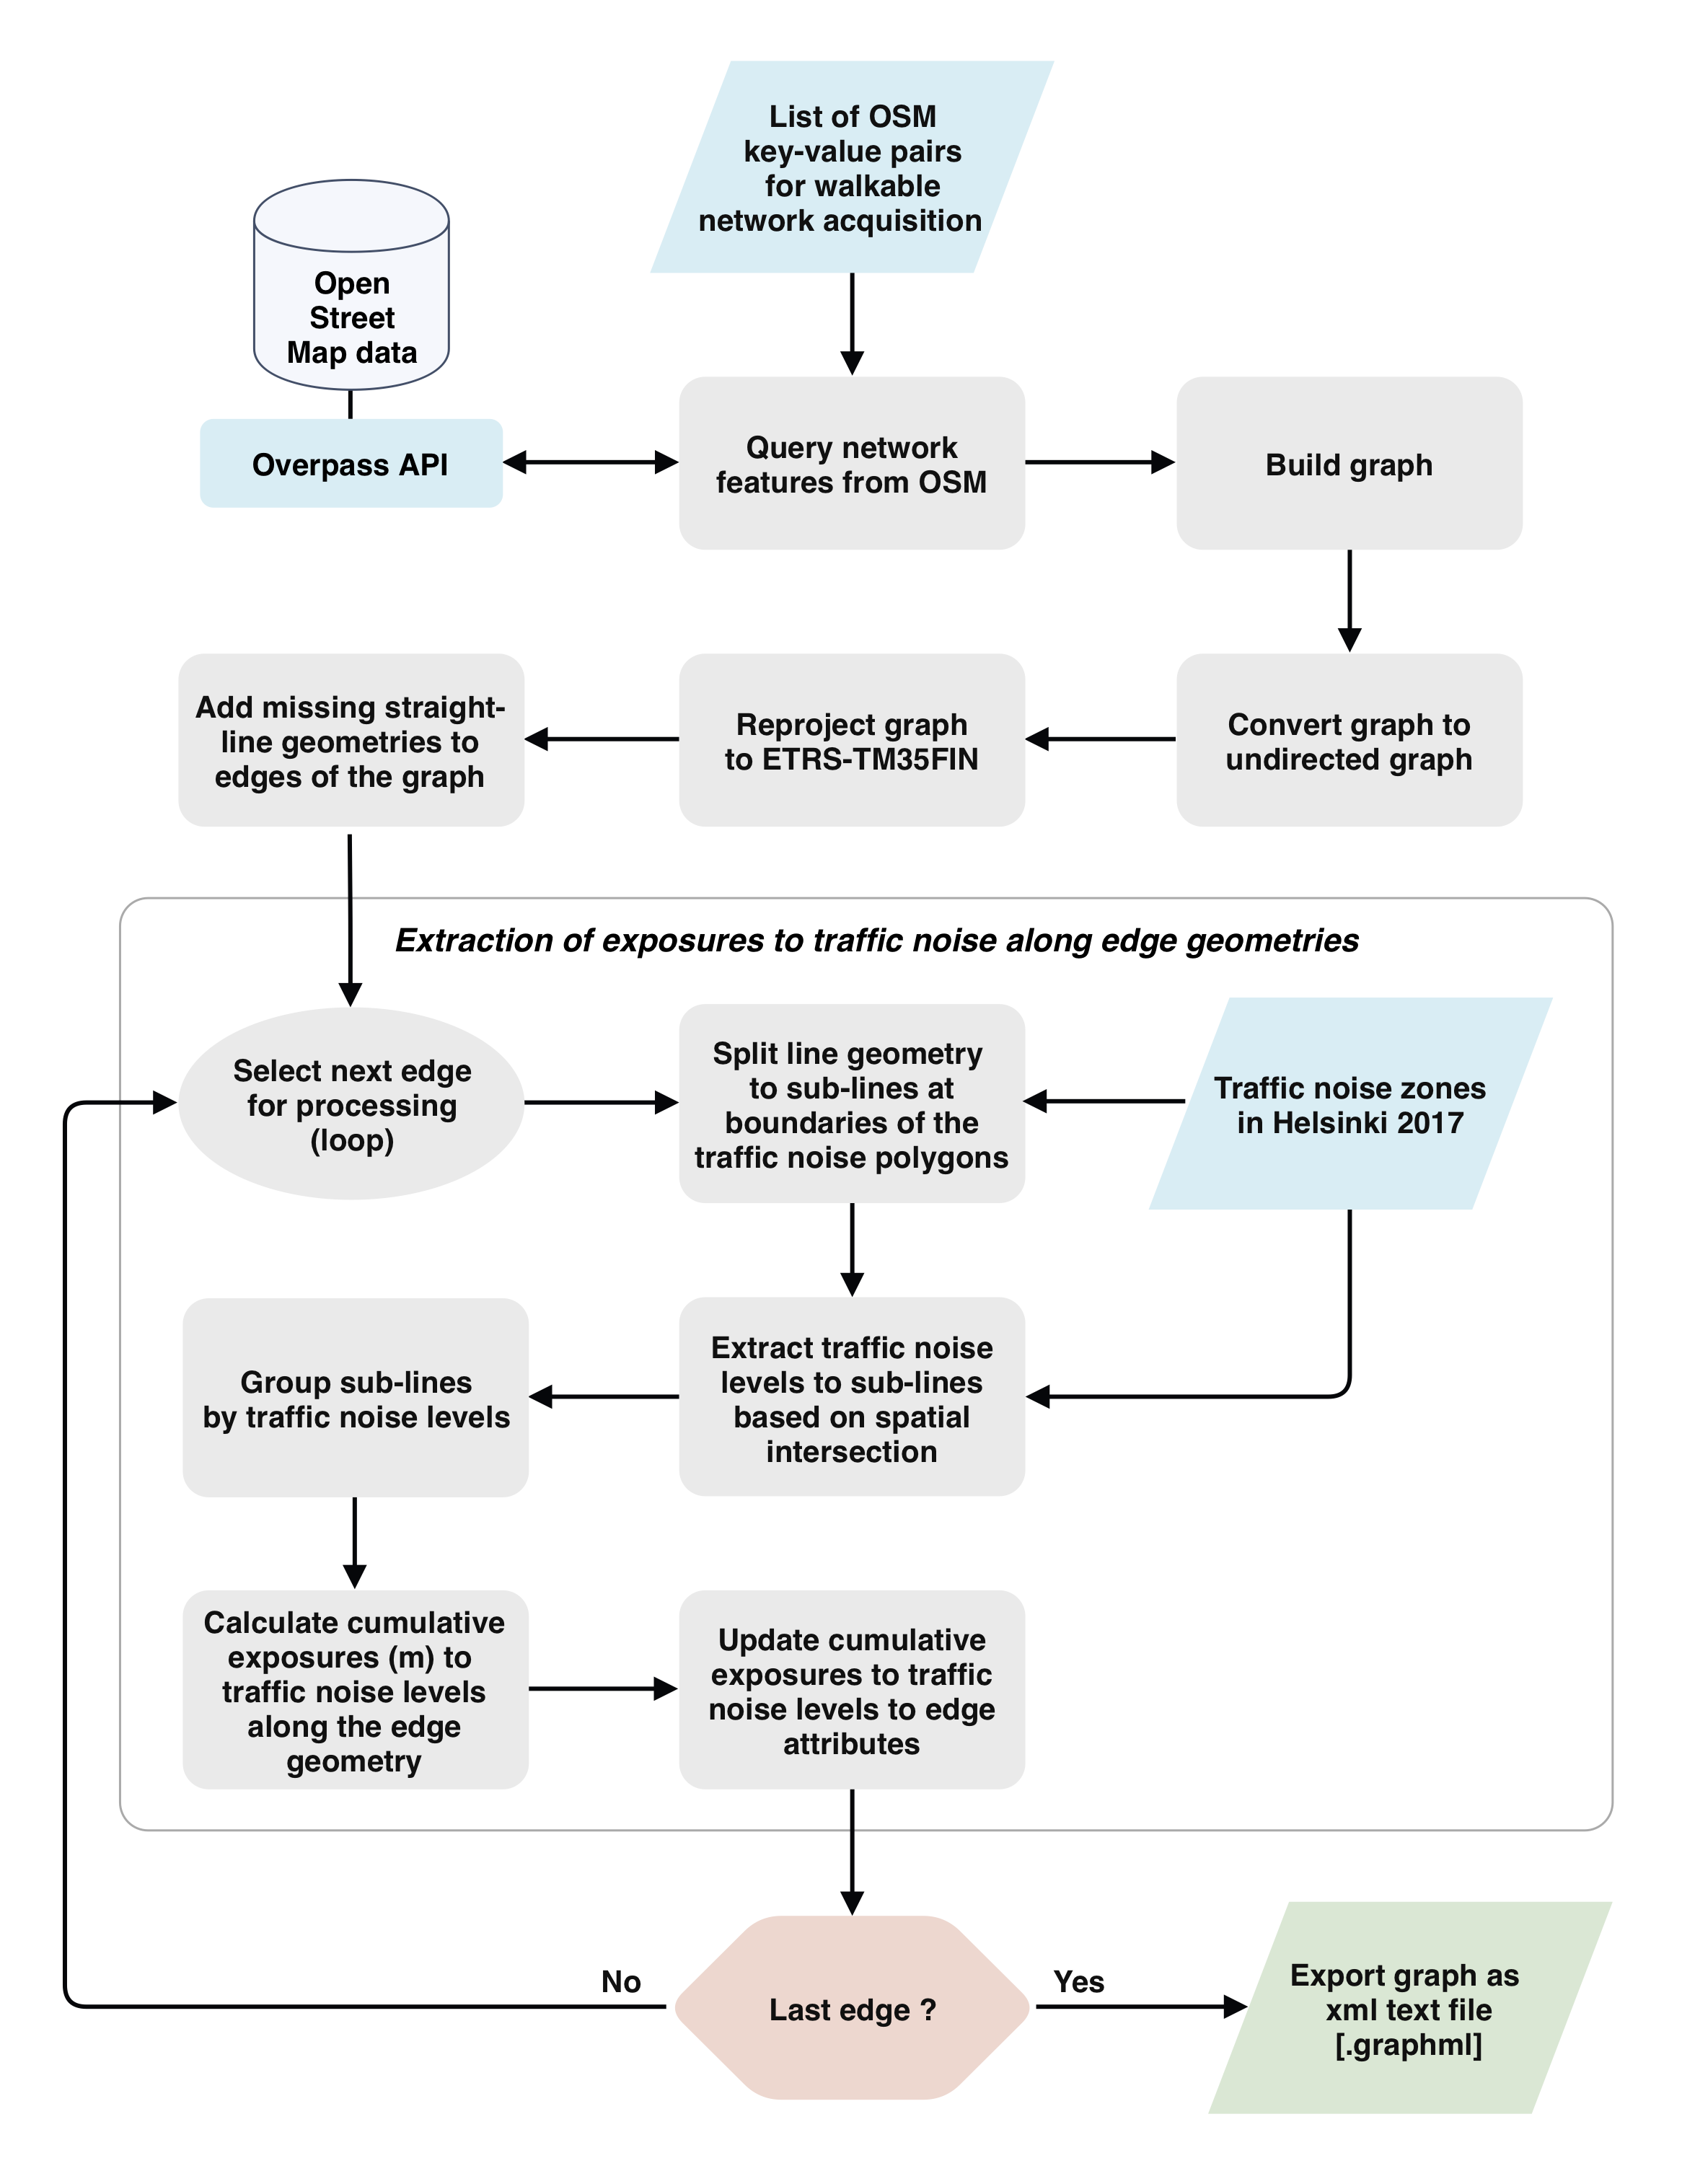 List of OSM
key-value pairs
for walkable
network acquisition
Open
Street
Map data
Overpass API
Query network
features from OSM
Build graph
Add missing straight-
line geometries to
edges of the graph
Reproject graph
to ETRS-TM35FIN
Convert graph to
undirected graph
Extraction of exposures to traffic noise along edge geometries
Select next edge
for processing
(loop)
Split line geometry
to sub-lines at
boundaries of the
traffic noise polygons
Traffic noise zones
in Helsinki 2017
Group sub-lines
by traffic noise levels
Extract traffic noise
levels to sub-lines
based on spatial
intersection
Calculate cumulative
exposures (m) to
traffic noise levels
along the edge
geometry
Update cumulative
exposures to traffic
noise levels to edge
attributes
No
Last edge ?
Yes
Export graph as
xml text file
[.graphml]